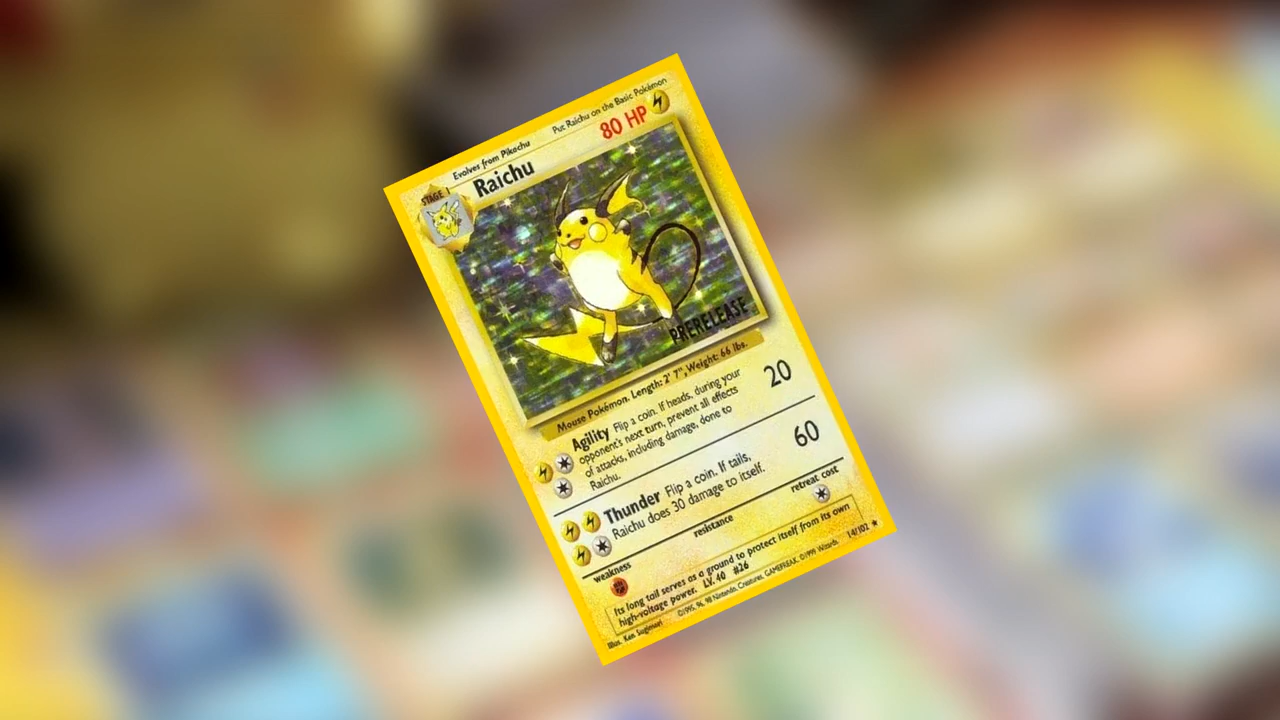 Evolves from Pikachu
Put Raichu on the Basic Pokémon
STAGE 1
Raichu
80 HP
PRERELEASE
Mouse Pokémon. Length: 2' 7", Weight: 66 lbs.
Agility Flip a coin. If heads, during your
opponent's next turn, prevent all effects
of attacks, including damage, done to
Raichu.
20
Thunder Flip a coin. If tails,
Raichu does 30 damage to itself.
60
weakness
resistance
retreat cost
Its long tail serves as a ground to protect itself from its own
high-voltage power. LV. 40 #26
Illus. Ken Sugimori
©1995, 96, 98 Nintendo, Creatures, GAMEFREAK. ©1999 Wizards.
14/102